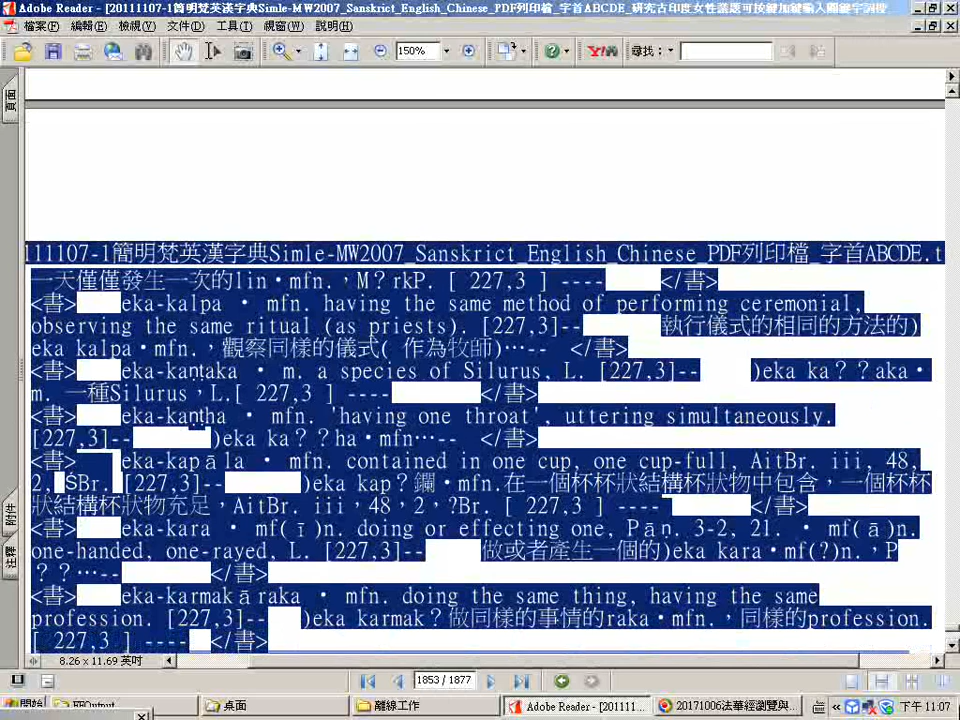 Adobe Reader - [20111107-1簡明梵英漢字典Simle-MW2007_Sanskrict_English_Chinese_PDF列印檔_字首ABCDE_研究古印度女性議題可按鍵加鍵輸入關鍵字詞搜
檔案(F) 編輯(E) 檢視(V) 文件(D) 工具(T) 視窗(W) 說明(H)
150% Y! 尋找:
頁面
111107-1簡明梵英漢字典Simle-MW2007_Sanskrict_English_Chinese_PDF列印檔_字首ABCDE.t
一天僅僅發生一次的lin•mfn.，M？rkP. [ 227,3 ] ---- </書>
<書> eka-kalpa • mfn. having the same method of performing ceremonial,
observing the same ritual (as priests). [227,3]-- 執行儀式的相同的方法的)
eka kalpa•mfn.，觀察同樣的儀式( 作為牧師)…-- </書>
<書> eka-kaṇṭaka • m. a species of Silurus, L. [227,3]-- )eka ka？？aka•
m. 一種Silurus，L.[ 227,3 ] ---- </書>
<書> eka-kaṇṭha • mfn. 'having one throat', uttering simultaneously.
[227,3]-- )eka ka？？ha•mfn…-- </書>
<書> eka-kapāla • mfn. contained in one cup, one cup-full, AitBr. iii, 48,
2, ŚBr. [227,3]-- )eka kap？鑭•mfn.在一個杯杯狀結構杯狀物中包含，一個杯杯
狀結構杯狀物充足，AitBr. iii，48，2，?Br. [ 227,3 ] ---- </書>
<書> eka-kara • mf(ī)n. doing or effecting one, Pāṇ. 3-2, 21. • mf(ā)n.
one-handed, one-rayed, L. [227,3]-- 做或者產生一個的)eka kara•mf(?)n.，P
？？…-- </書>
<書> eka-karmakāraka • mfn. doing the same thing, having the same
profession. [227,3]-- )eka karmak？做同樣的事情的raka•mfn.，同樣的profession.
[ 227,3 ] ---- </書>
附件
註釋
8.26 x 11.69 英吋
1853 / 1877
開始 FFOutput 桌面 離線工作 Adobe Reader - [201111... 20171006法華經瀏覽與... 下午 11:07